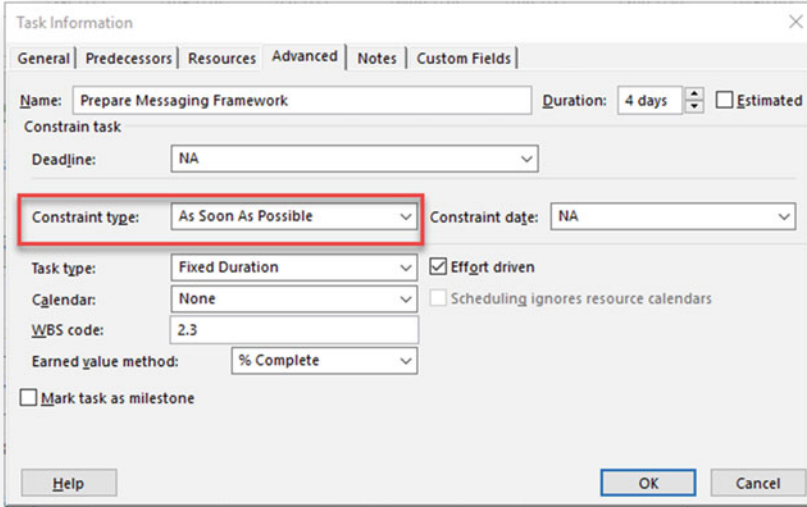 Task Information
General Predecessors Resources Advanced Notes Custom Fields
Name: Prepare Messaging Framework Duration: 4 days Estimated
Constrain task
Deadline: NA
Constraint type: As Soon As Possible Constraint date: NA
Task type: Fixed Duration Effort driven
Calendar: None Scheduling ignores resource calendars
WBS code: 2.3
Earned value method: % Complete
Mark task as milestone
Help OK Cancel